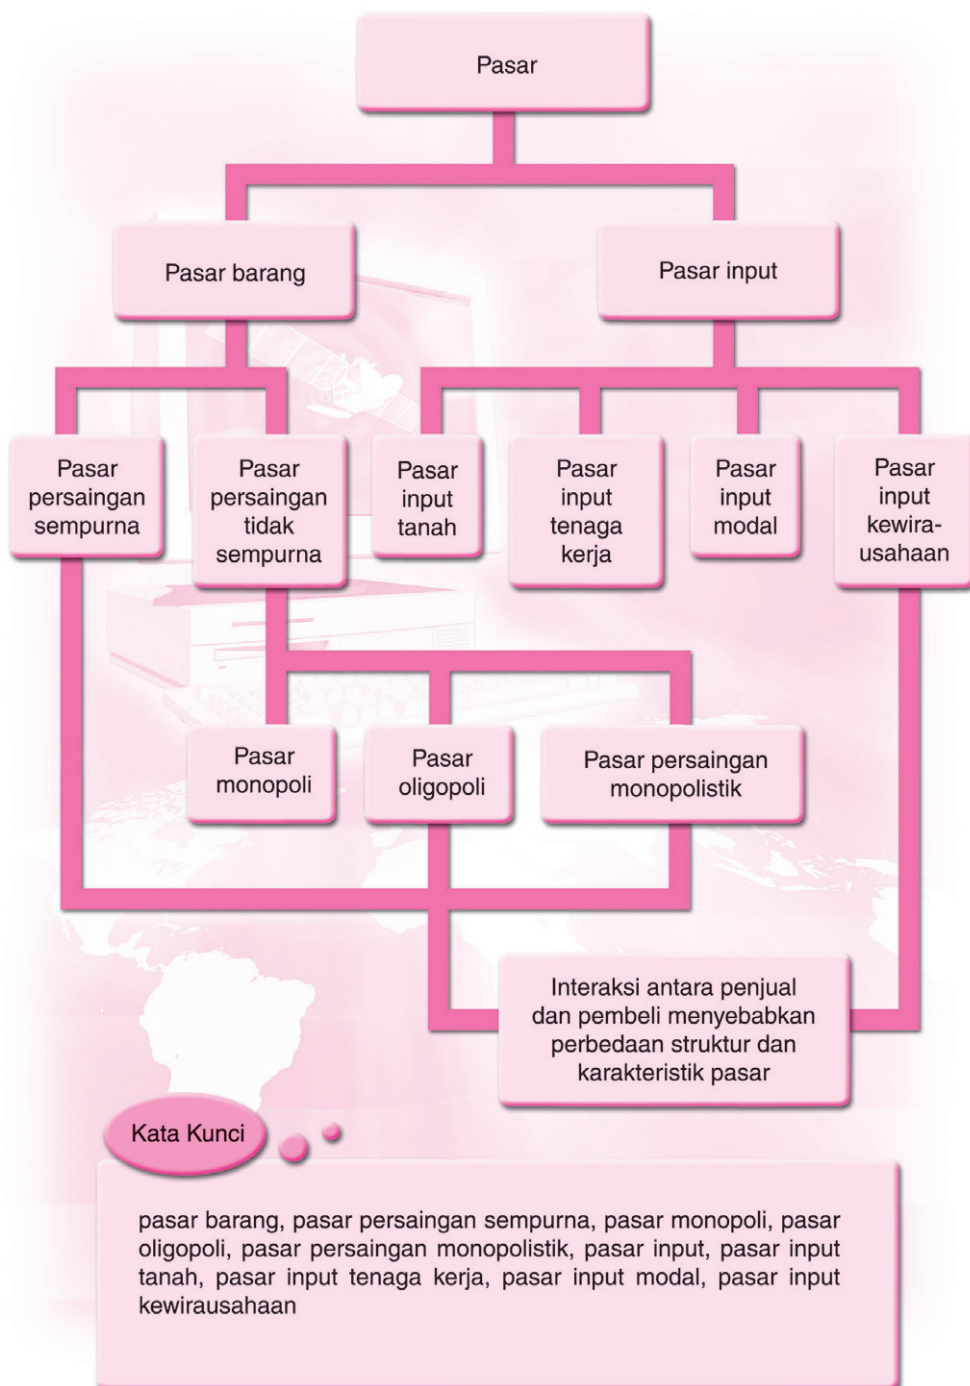 Pasar
Pasar barang
Pasar input
Pasar
persaingan
sempurna
Pasar
persaingan
tidak
sempurna
Pasar
input
tanah
Pasar
input
tenaga
kerja
Pasar
input
modal
Pasar
input
kewira-
usahaan
Pasar
monopoli
Pasar
oligopoli
Pasar persaingan
monopolistik
Interaksi antara penjual
dan pembeli menyebabkan
perbedaan struktur dan
karakteristik pasar
Kata Kunci
pasar barang, pasar persaingan sempurna, pasar monopoli, pasar
oligopoli, pasar persaingan monopolistik, pasar input, pasar input
tanah, pasar input tenaga kerja, pasar input modal, pasar input
kewirausahaan